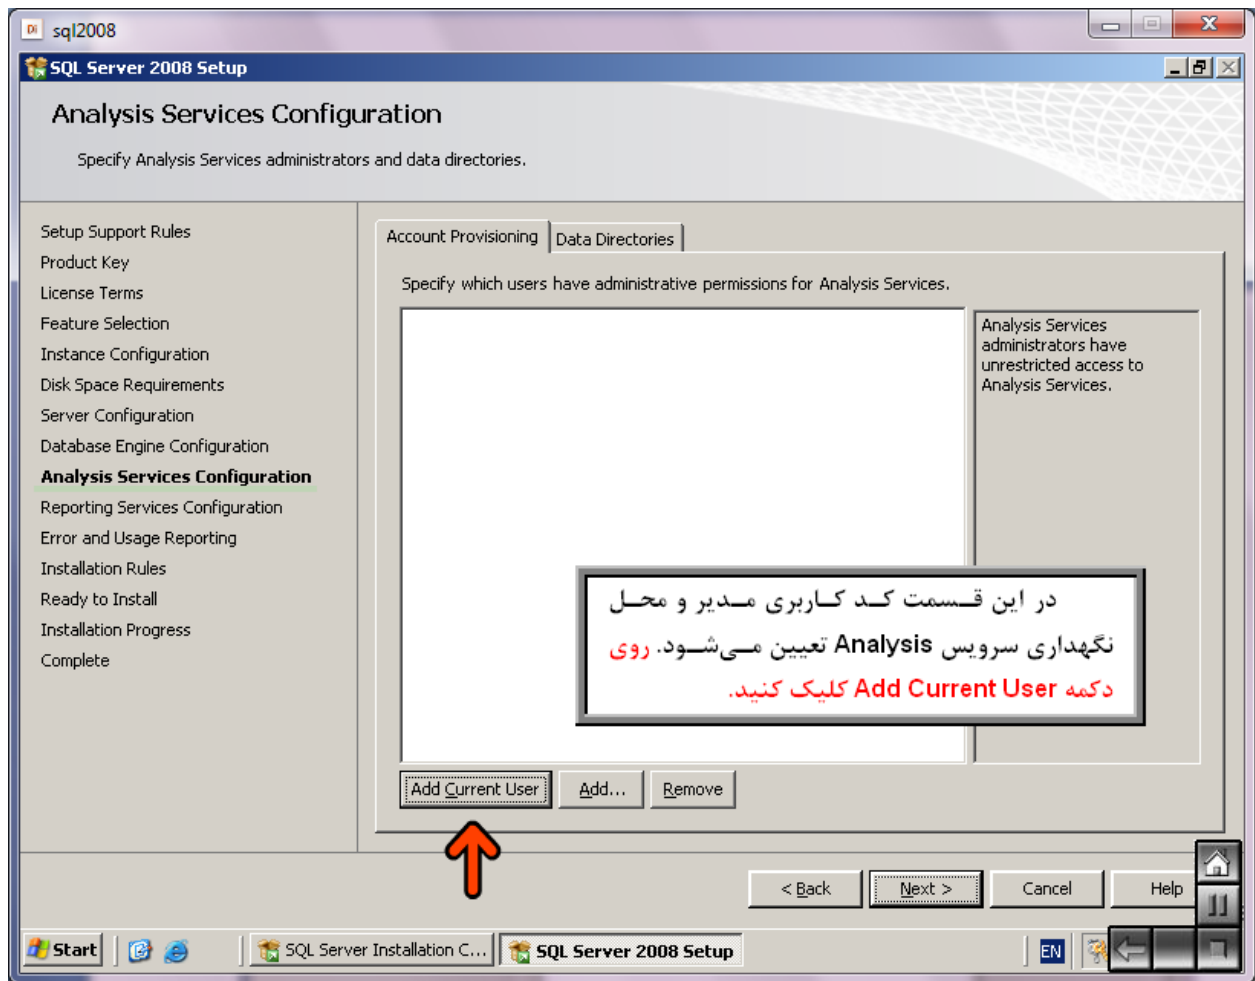 sql2008
SQL Server 2008 Setup
Analysis Services Configuration
Specify Analysis Services administrators and data directories.
Setup Support Rules
Product Key
License Terms
Feature Selection
Instance Configuration
Disk Space Requirements
Server Configuration
Database Engine Configuration
Analysis Services Configuration
Reporting Services Configuration
Error and Usage Reporting
Installation Rules
Ready to Install
Installation Progress
Complete
Account Provisioning Data Directories
Specify which users have administrative permissions for Analysis Services.
Analysis Services
administrators have
unrestricted access to
Analysis Services.
در این قسمت کد کاربری مدیر و محل
نگهداری سرویس Analysis تعیین می‌شود. روی
دکمه Add Current User کلیک کنید.
Add Current User Add... Remove
< Back Next > Cancel Help
Start SQL Server Installation C... SQL Server 2008 Setup EN